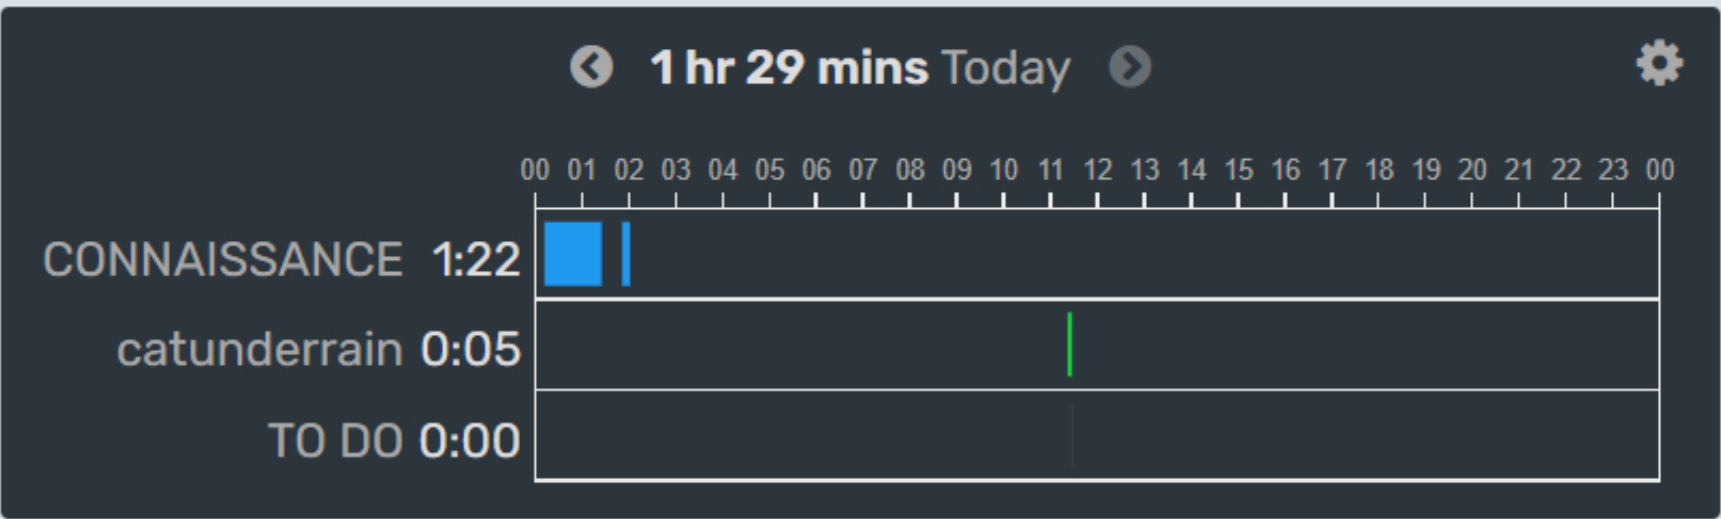 1 hr 29 mins Today
00 01 02 03 04 05 06 07 08 09 10 11 12 13 14 15 16 17 18 19 20 21 22 23 00
CONNAISSANCE 1:22
catunderrain 0:05
TO DO 0:00